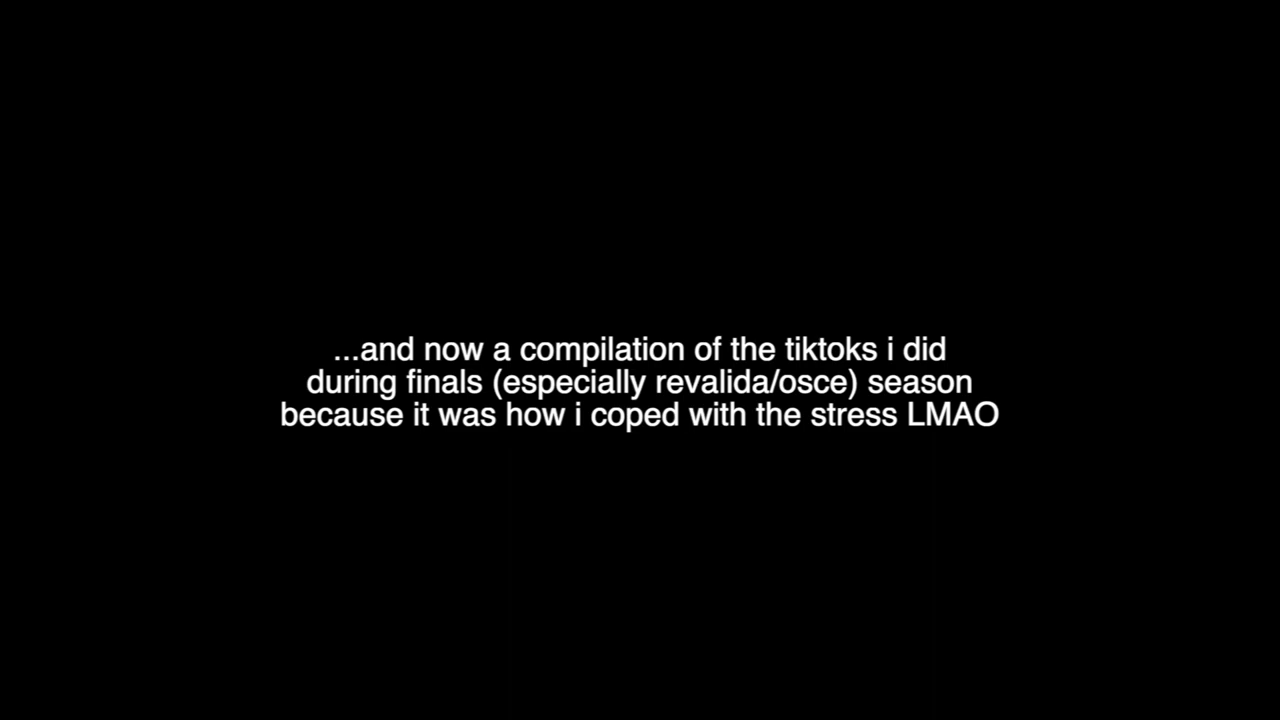 ...and now a compilation of the tiktoks i did
during finals (especially revalida/osce) season
because it was how i coped with the stress LMAO